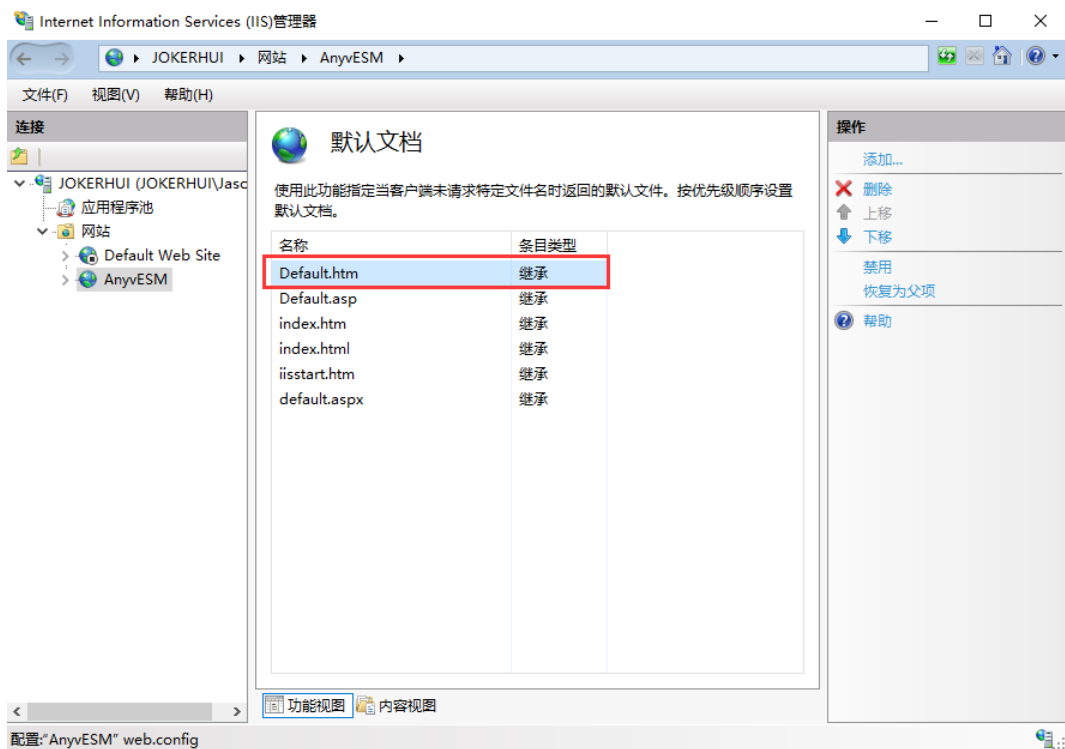 Internet Information Services (IIS)管理器
JOKERHUI 网站 AnyvESM
文件(F) 视图(V) 帮助(H)
连接
JOKERHUI (JOKERHUI\Jasc
应用程序池
网站
Default Web Site
AnyvESM
默认文档
使用此功能指定当客户端未请求特定文件名时返回的默认文件。按优先级顺序设置
默认文档。
名称 条目类型
Default.htm 继承
Default.asp 继承
index.htm 继承
index.html 继承
iisstart.htm 继承
default.aspx 继承
功能视图 内容视图
操作
添加...
删除
上移
下移
禁用
恢复为父项
帮助
配置:“AnyvESM” web.config